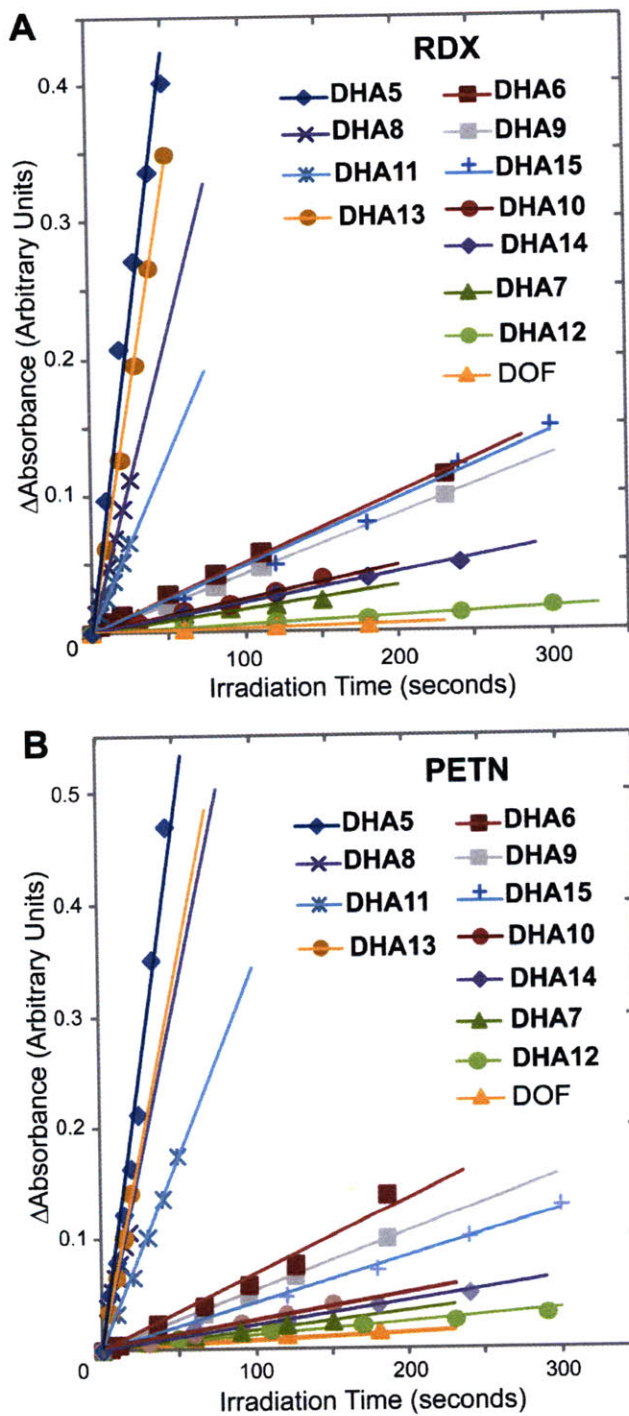 A
RDX
DHA5
DHA8
DHA11
DHA13
DHA6
DHA9
DHA15
DHA10
DHA14
DHA7
DHA12
DOF
ΔAbsorbance (Arbitrary Units)
0.4
0.3
0.2
0.1
0
100
200
300
Irradiation Time (seconds)
B
PETN
DHA5
DHA8
DHA11
DHA13
DHA6
DHA9
DHA15
DHA10
DHA14
DHA7
DHA12
DOF
ΔAbsorbance (Arbitrary Units)
0.5
0.4
0.3
0.2
0.1
0
100
200
300
Irradiation Time (seconds)